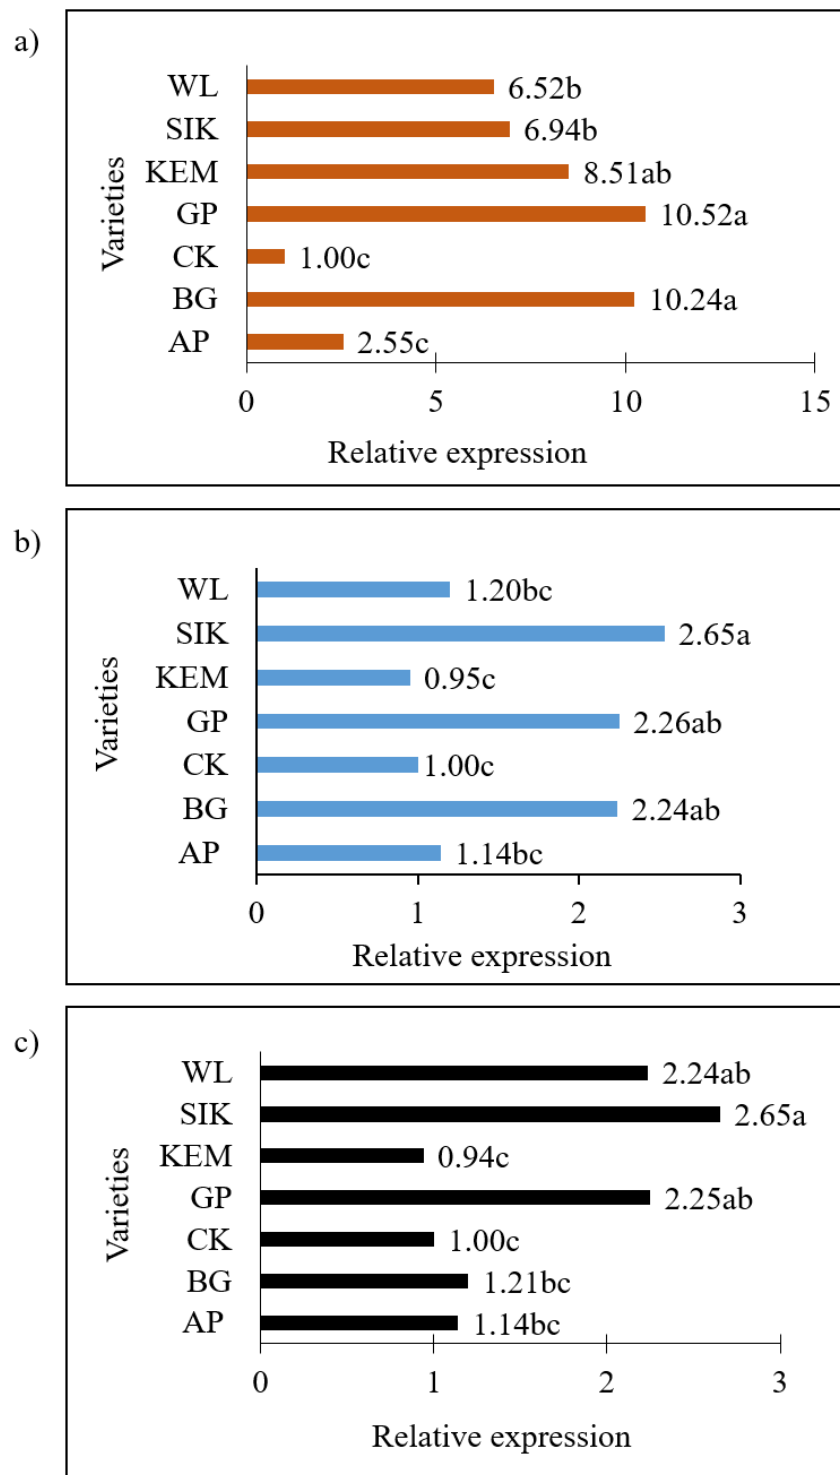 a)
Varieties
WL 6.52b
SIK 6.94b
KEM 8.51ab
GP 10.52a
CK 1.00c
BG 10.24a
AP 2.55c
0 5 10 15
Relative expression
b)
Varieties
WL 1.20bc
SIK 2.65a
KEM 0.95c
GP 2.26ab
CK 1.00c
BG 2.24ab
AP 1.14bc
0 1 2 3
Relative expression
c)
Varieties
WL 2.24ab
SIK 2.65a
KEM 0.94c
GP 2.25ab
CK 1.00c
BG 1.21bc
AP 1.14bc
0 1 2 3
Relative expression